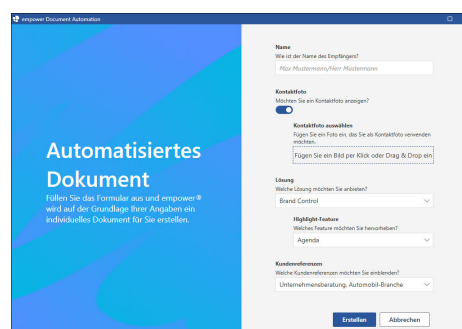 empower Document Automation
Automatisiertes
Dokument
Füllen Sie das Formular aus und empower®
wird auf der Grundlage Ihrer Angaben ein
individuelles Dokument für Sie erstellen.
Name
Wie ist der Name des Empfängers?
Max Mustermann/Herr Mustermann
Kontaktfoto
Möchten Sie ein Kontaktfoto anzeigen?
Kontaktfoto auswählen
Fügen Sie ein Foto ein, das Sie als Kontaktfoto verwenden
möchten.
Fügen Sie ein Bild per Klick oder Drag & Drop ein
Lösung
Welche Lösung möchten Sie anbieten?
Brand Control
Highlight-Feature
Welches Feature möchten Sie hervorheben?
Agenda
Kundenreferenzen
Welche Kundenreferenzen möchten Sie einblenden?
Unternehmensberatung, Automobil-Branche
Erstellen
Abbrechen